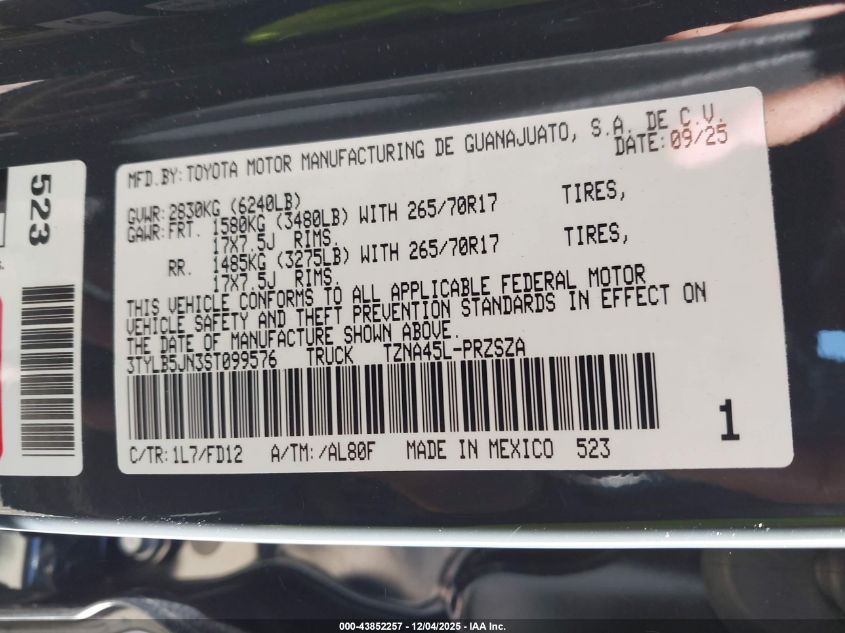 523
MFD.BY:TOYOTA MOTOR MANUFACTURING DE GUANAJUATO, S.A. DE C.V.
DATE:09/25
GVWR:2830KG (6240LB)
GAWR:FRT. 1580KG (3480LB) WITH 265/70R17 TIRES,
17X7.5J RIMS.
RR. 1485KG (3275LB) WITH 265/70R17 TIRES,
17X7.5J RIMS.
THIS VEHICLE CONFORMS TO ALL APPLICABLE FEDERAL MOTOR
VEHICLE SAFETY AND THEFT PREVENTION STANDARDS IN EFFECT ON
THE DATE OF MANUFACTURE SHOWN ABOVE.
3TYLB5JN3ST099576 TRUCK TZNA45L-PRZSZA
1
C/TR:1L7/FD12 A/TM:/AL80F MADE IN MEXICO 523
000-43852257 - 12/04/2025 - IAA Inc.